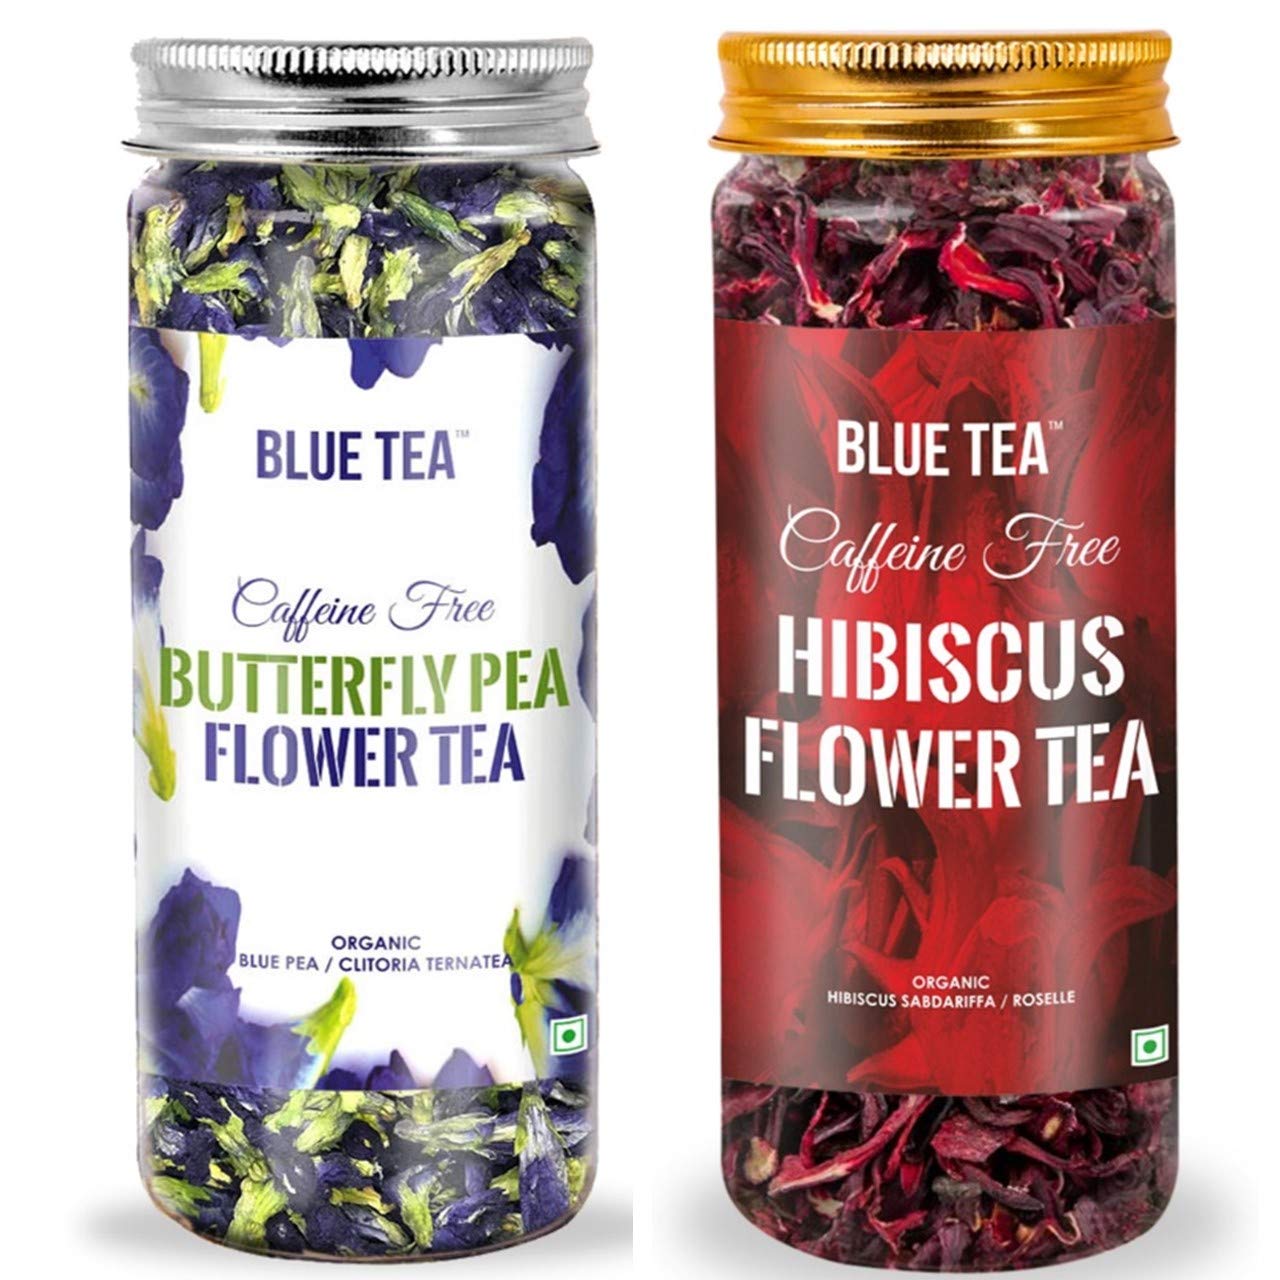 BLUE TEA™
Caffeine Free
BUTTERFLY PEA
FLOWER TEA
ORGANIC
BLUE PEA / CLITORIA TERNATEA
BLUE TEA™
Caffeine Free
HIBISCUS
FLOWER TEA
ORGANIC
HIBISCUS SABDARIFFA / ROSELLE